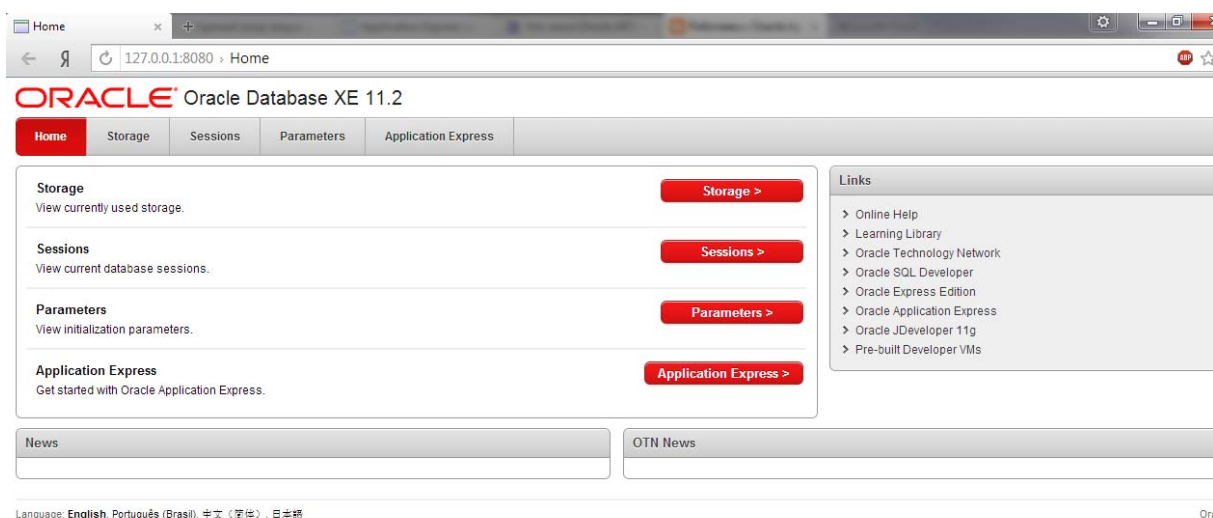 Home
Я 127.0.0.1:8080 › Home
ABP
ORACLE Oracle Database XE 11.2
Home Storage Sessions Parameters Application Express
Storage
View currently used storage.
Storage >
Sessions
View current database sessions.
Sessions >
Parameters
View initialization parameters.
Parameters >
Application Express
Get started with Oracle Application Express.
Application Express >
Links
> Online Help
> Learning Library
> Oracle Technology Network
> Oracle SQL Developer
> Oracle Express Edition
> Oracle Application Express
> Oracle JDeveloper 11g
> Pre-built Developer VMs
News
OTN News
Language: English, Português (Brasil), 中文（简体）, 日本語